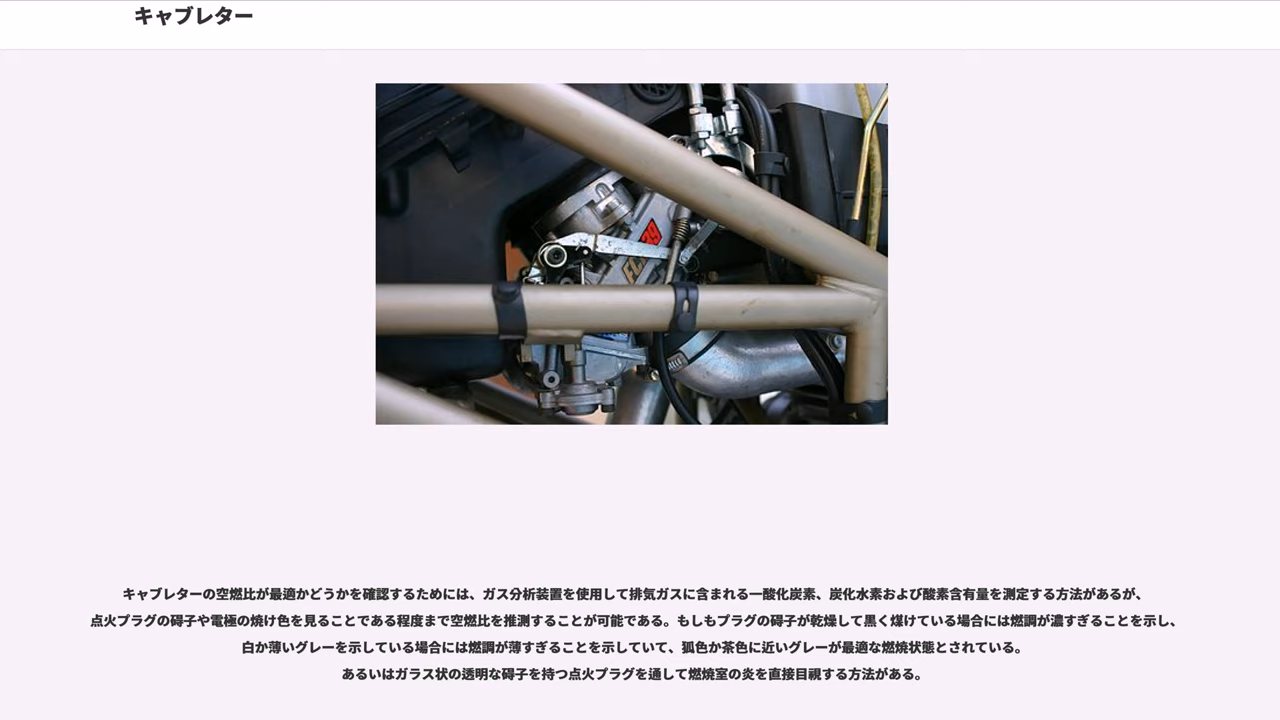 キャブレター
FCR
39
キャブレターの空燃比が最適かどうかを確認するためには、ガス分析装置を使用して排気ガスに含まれる一酸化炭素、炭化水素および酸素含有量を測定する方法があるが、
点火プラグの碍子や電極の焼け色を見ることである程度まで空燃比を推測することが可能である。もしもプラグの碍子が乾燥して黒く煤けている場合には燃調が濃すぎることを示し、
白か薄いグレーを示している場合には燃調が薄すぎることを示していて、狐色か茶色に近いグレーが最適な燃焼状態とされている。
あるいはガラス状の透明な碍子を持つ点火プラグを通して燃焼室の炎を直接目視する方法がある。